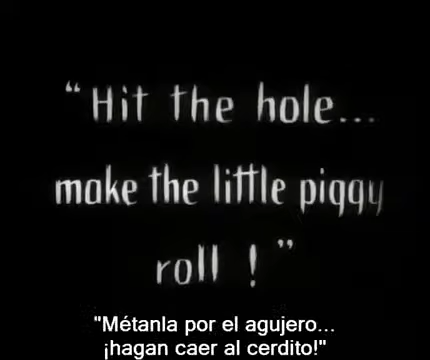 "Hit the hole...
make the little piggy
roll!"
"Métanla por el agujero...
¡hagan caer al cerdito!"